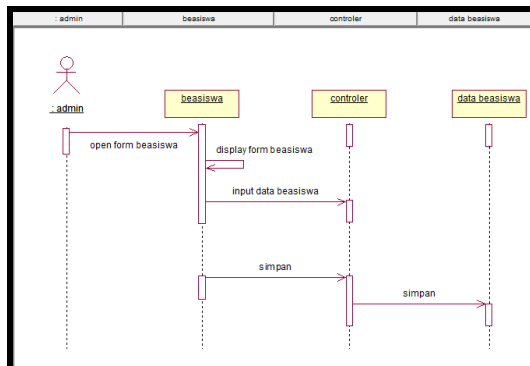 : admin
beasiswa
controler
data beasiswa
: admin
beasiswa
controler
data beasiswa
open form beasiswa
display form beasiswa
input data beasiswa
simpan
simpan